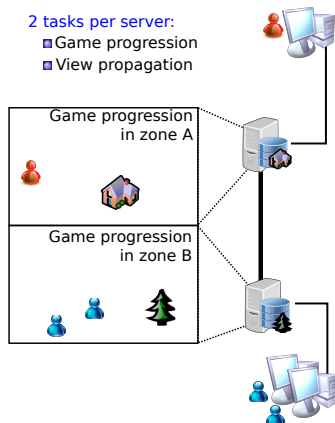 2 tasks per server:
Game progression
View propagation
Game progression
in zone A
Game progression
in zone B